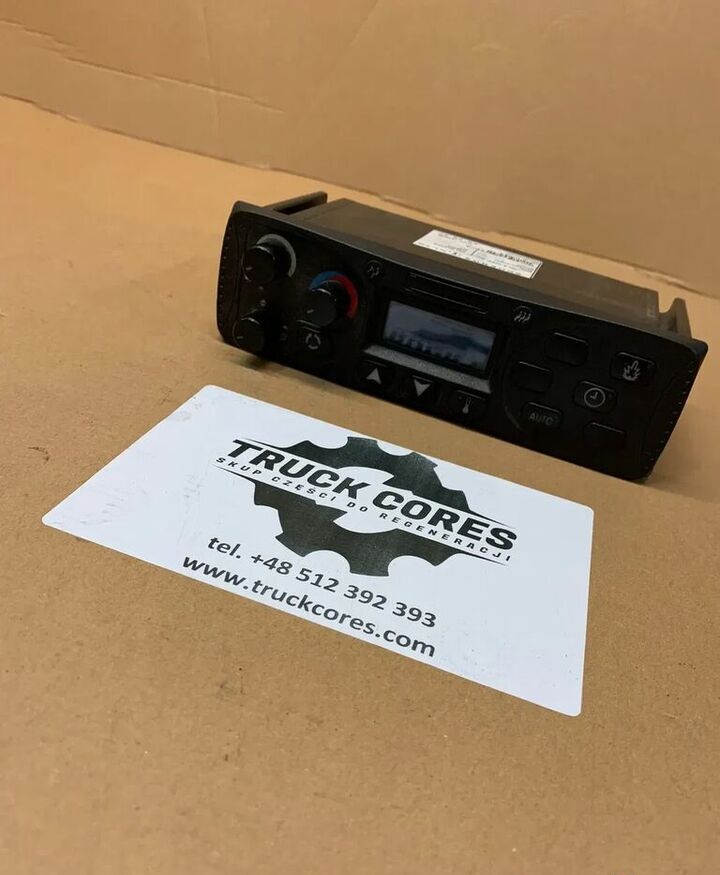 AUTO
TRUCK CORES
SKUP CZĘŚCI DO REGENERACJI
tel. +48 512 392 393
www.truckcores.com